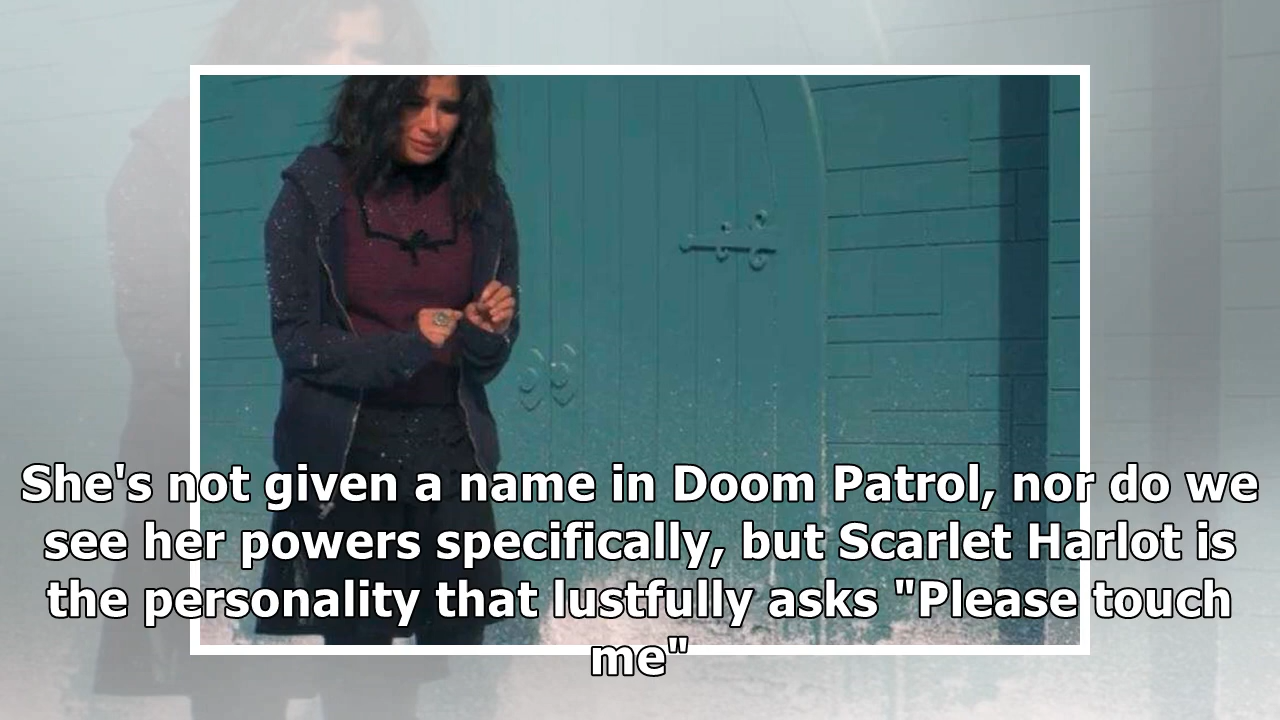 She's not given a name in Doom Patrol, nor do we
see her powers specifically, but Scarlet Harlot is
the personality that lustfully asks "Please touch
me"